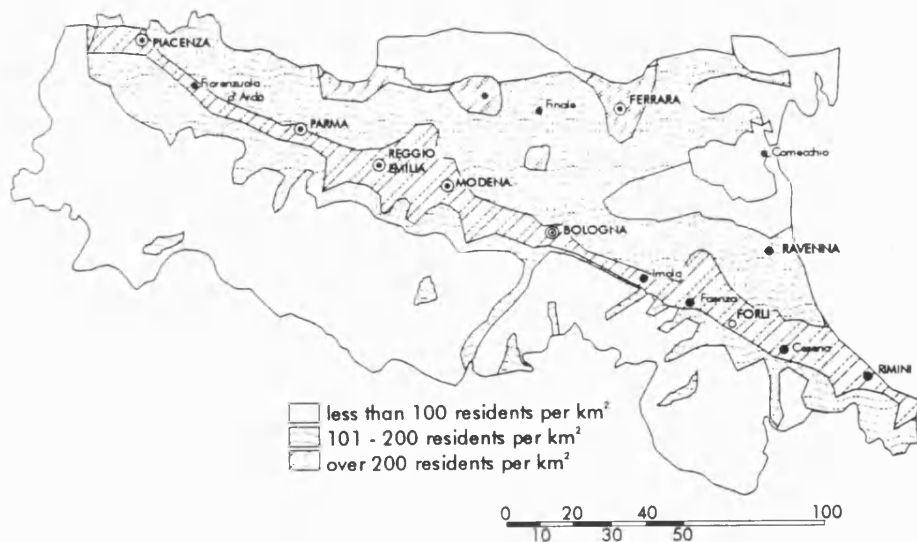 PIACENZA
Fiorenzuola
d'Arda
PARMA
REGGIO
EMILIA
MODENA
Finale
FERRARA
Comacchio
BOLOGNA
RAVENNA
Imola
Faenza
FORLI
Cesena
RIMINI
less than 100 residents per km²
101 - 200 residents per km²
over 200 residents per km²
0 20 40 100
10 30 50